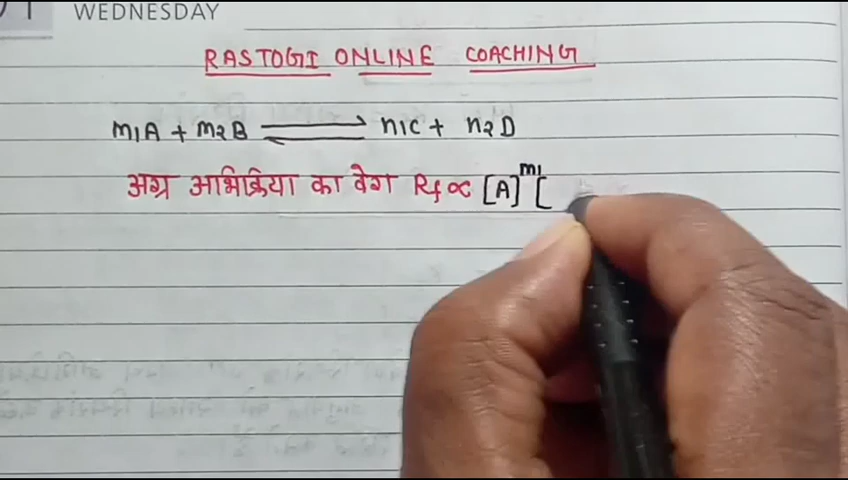 WEDNESDAY
RASTOGI ONLINE COACHING
m1A + m2B ⇌ n1C + n2D
अग्र अभिक्रिया का वेग Rf ∝ [A]^m1 [